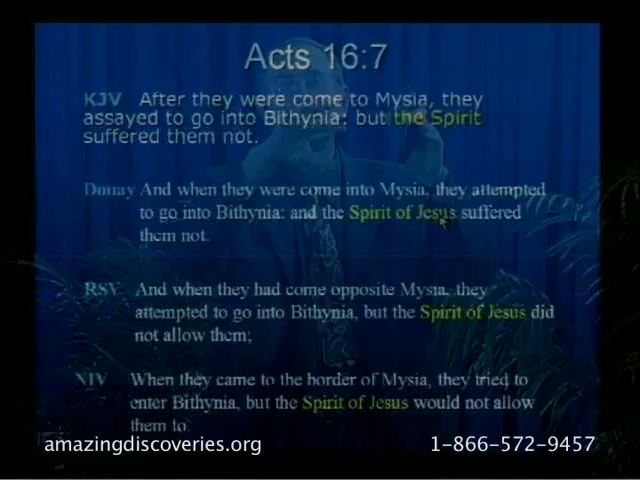 Acts 16:7
KJV After they were come to Mysia, they
assayed to go into Bithynia: but the Spirit
suffered them not.
Douay And when they were come into Mysia, they attempted
to go into Bithynia: and the Spirit of Jesus suffered
them not.
RSV And when they had come opposite Mysia, they
attempted to go into Bithynia, but the Spirit of Jesus did
not allow them;
NIV When they came to the border of Mysia, they tried to
enter Bithynia, but the Spirit of Jesus would not allow
them to.
amazingdiscoveries.org 1-866-572-9457